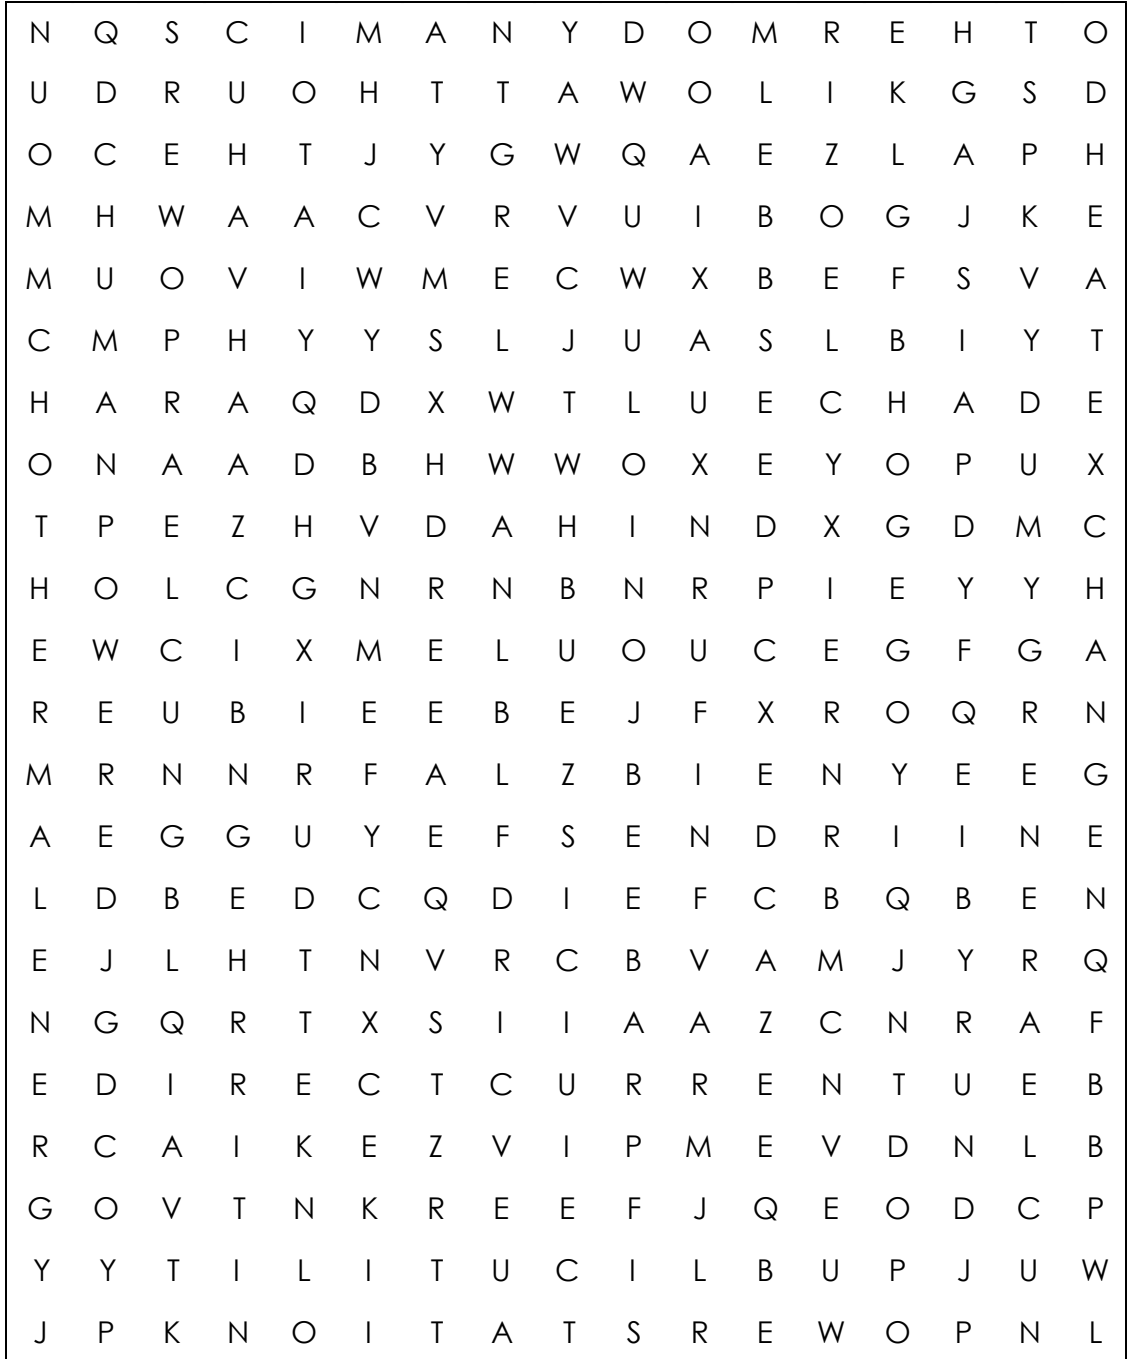 N Q S C I M A N Y D O M R E H T O
U D R U O H T T A W O L I K G S D
O C E H T J Y G W Q A E Z L A P H
M H W A A C V R V U I B O G J K E
M U O V I W M E C W X B E F S V A
C M P H Y Y S L J U A S L B I Y T
H A R A Q D X W T L U E C H A D E
O N A A D B H W W O X E Y O P U X
T P E Z H V D A H I N D X G D M C
H O L C G N R N B N R P I E Y Y H
E W C I X M E L U O U C E G F G A
R E U B I E E B E J F X R O Q R N
M R N N R F A L Z B I E N Y E E G
A E G G U Y E F S E N D R I I N E
L D B E D C Q D I E F C B Q B E N
E J L H T N V R C B V A M J Y R Q
N G Q R T X S I I A A Z C N R A F
E D I R E C T C U R R E N T U E B
R C A I K E Z V I P M E V D N L B
G O V T N K R E E F J Q E O D C P
Y Y T I L I T U C I L B U P J U W
J P K N O I T A T S R E W O P N L